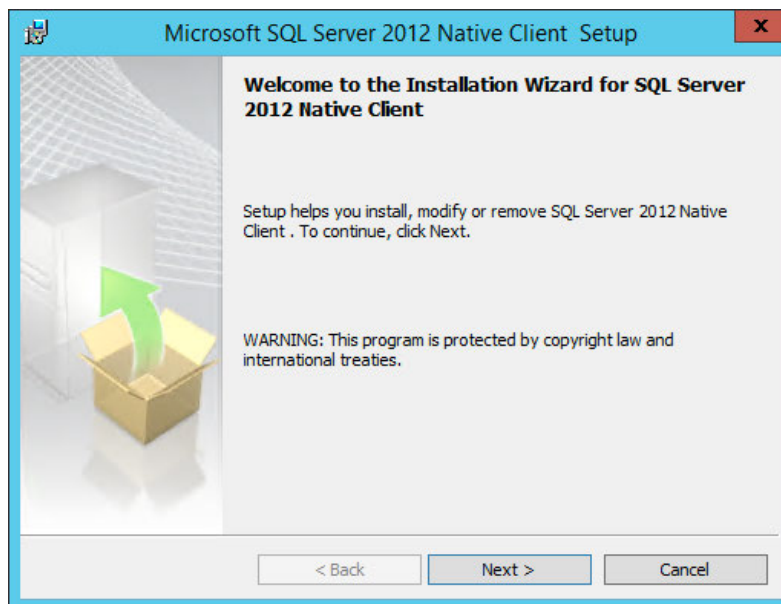 Microsoft SQL Server 2012 Native Client  Setup
x
Welcome to the Installation Wizard for SQL Server
2012 Native Client
Setup helps you install, modify or remove SQL Server 2012 Native
Client . To continue, click Next.
WARNING: This program is protected by copyright law and
international treaties.
< Back
Next >
Cancel